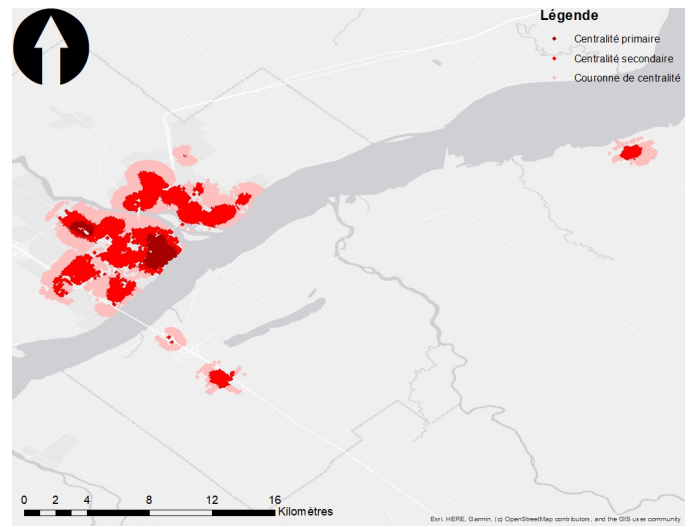 Légende
Centralité primaire
Centralité secondaire
Couronne de centralité
0 2 4 8 12 16
Kilomètres
Esri, HERE, Garmin, (c) OpenStreetMap contributors, and the GIS user community